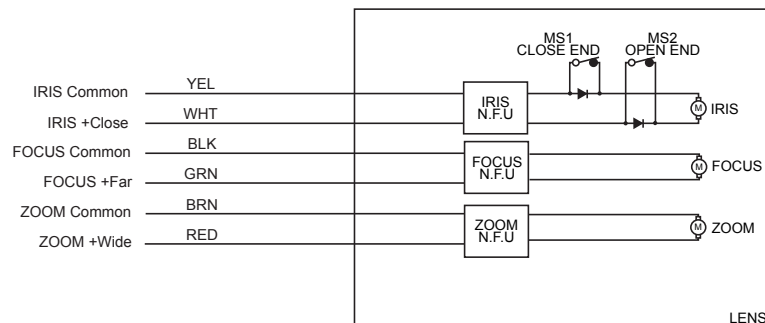 MS1
CLOSE END
MS2
OPEN END
IRIS Common YEL
IRIS +Close WHT
IRIS
N.F.U
M IRIS
FOCUS Common BLK
FOCUS +Far GRN
FOCUS
N.F.U
M FOCUS
ZOOM Common BRN
ZOOM +Wide RED
ZOOM
N.F.U
M ZOOM
LENS